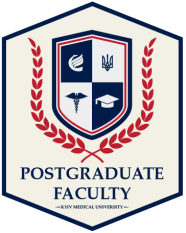 POSTGRADUATE
FACULTY
KYIV MEDICAL UNIVERSITY